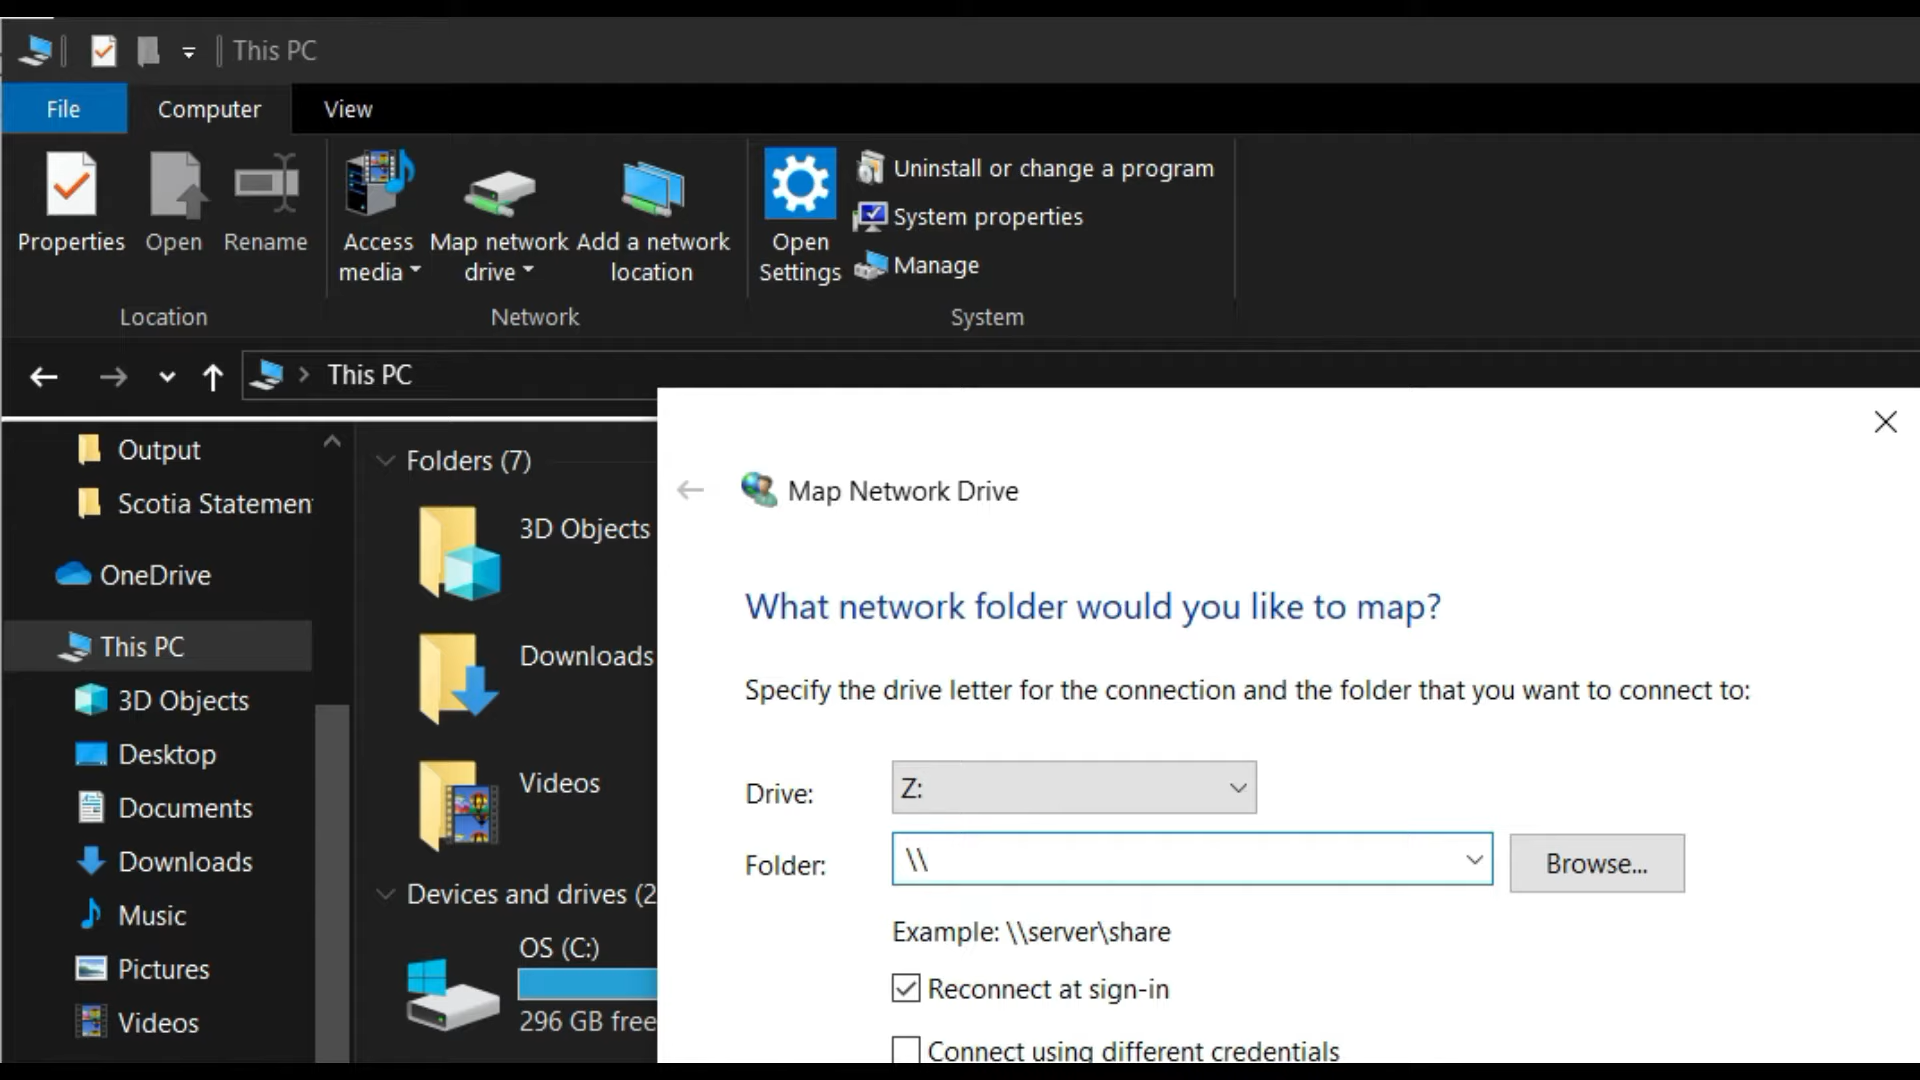 This PC
File Computer View
Properties Open Rename Access media Map network drive Add a network location Open Settings
Uninstall or change a program
System properties
Manage
Location Network System
This PC
Output
Scotia Statemen
OneDrive
This PC
3D Objects
Desktop
Documents
Downloads
Music
Pictures
Videos
Folders (7)
3D Objects
Downloads
Videos
Devices and drives (2
OS (C:)
296 GB free
Map Network Drive
What network folder would you like to map?
Specify the drive letter for the connection and the folder that you want to connect to:
Drive: Z:
Folder: \\ Browse...
Example: \\server\share
Reconnect at sign-in
Connect using different credentials